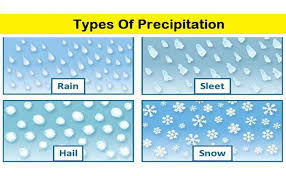 Types Of Precipitation
Rain
Sleet
Hail
Snow